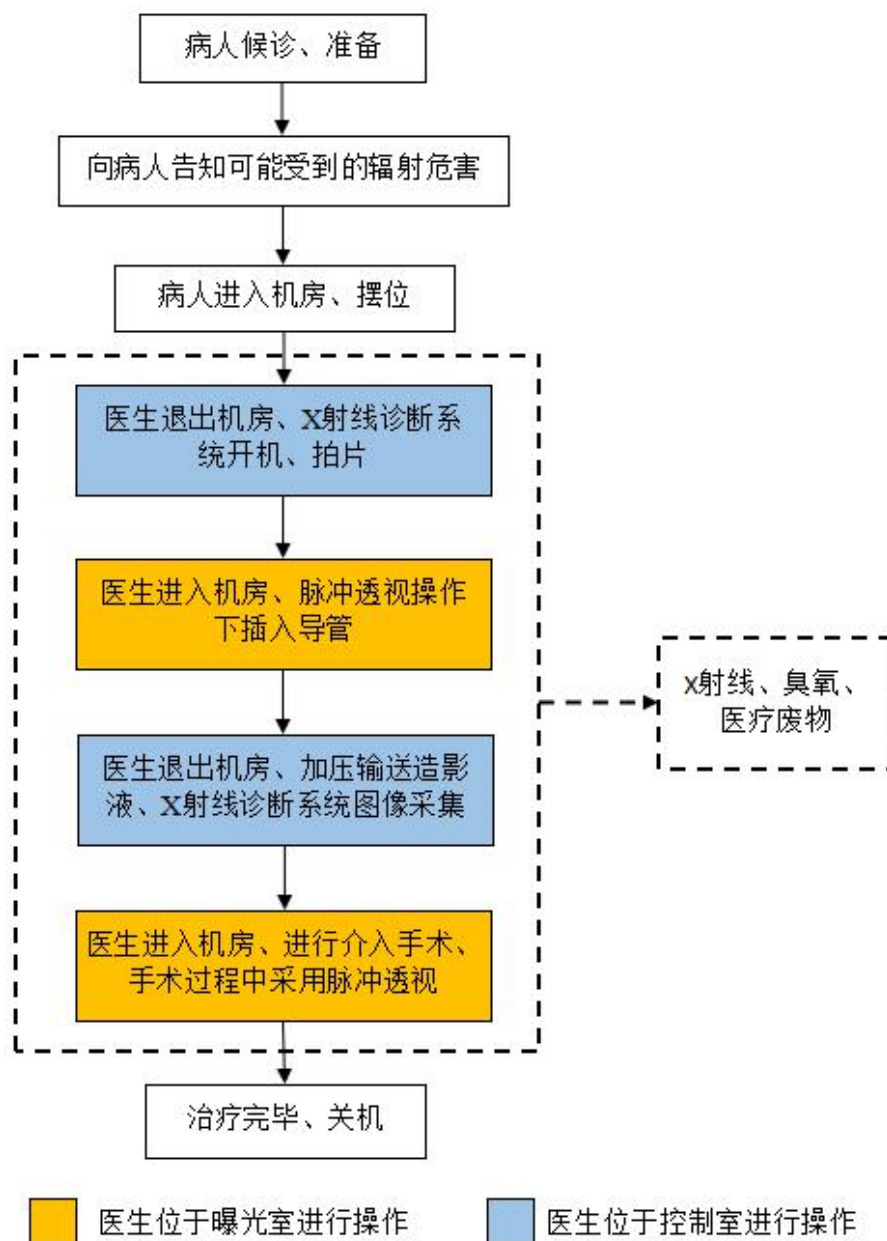 病人候诊、准备
向病人告知可能受到的辐射危害
病人进入机房、摆位
医生退出机房、X射线诊断系
统开机、拍片
医生进入机房、脉冲透视操作
下插入导管
医生退出机房、加压输送造影
液、X射线诊断系统图像采集
医生进入机房、进行介入手术、
手术过程中采用脉冲透视
X射线、臭氧、
医疗废物
治疗完毕、关机
医生位于曝光室进行操作
医生位于控制室进行操作